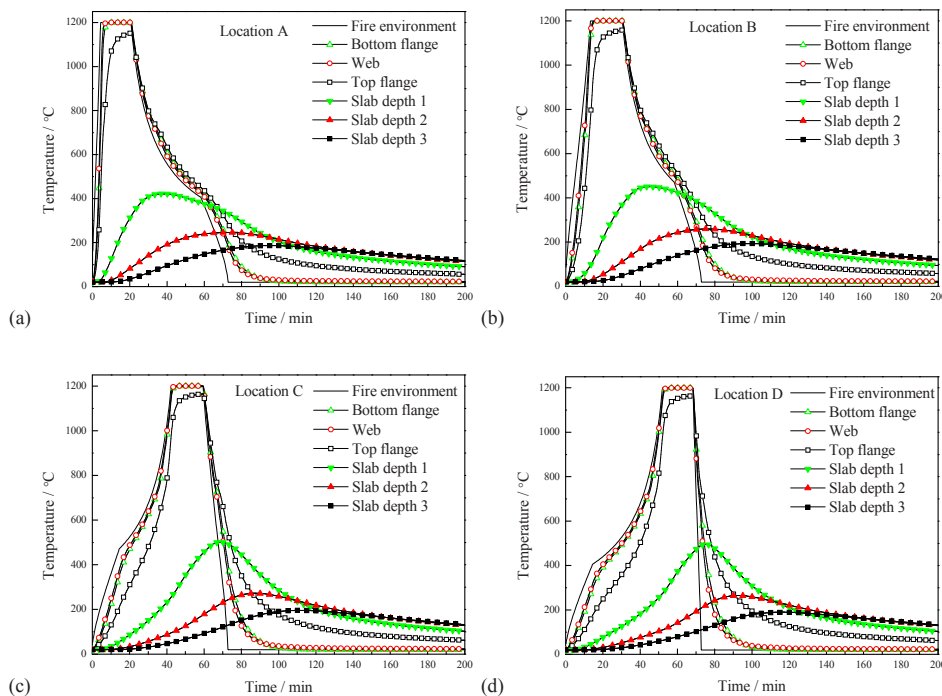 Location A
Fire environment
Bottom flange
Web
Top flange
Slab depth 1
Slab depth 2
Slab depth 3
Temperature / °C
1200
1000
800
600
400
200
0
0 20 40 60 80 100 120 140 160 180 200
Time / min
(a)
Location B
Fire environment
Bottom flange
Web
Top flange
Slab depth 1
Slab depth 2
Slab depth 3
Temperature / °C
1200
1000
800
600
400
200
0
0 20 40 60 80 100 120 140 160 180 200
Time / min
(b)
Location C
Fire environment
Bottom flange
Web
Top flange
Slab depth 1
Slab depth 2
Slab depth 3
Temperature / °C
1200
1000
800
600
400
200
0
0 20 40 60 80 100 120 140 160 180 200
Time / min
(c)
Location D
Fire environment
Bottom flange
Web
Top flange
Slab depth 1
Slab depth 2
Slab depth 3
Temperature / °C
1200
1000
800
600
400
200
0
0 20 40 60 80 100 120 140 160 180 200
Time / min
(d)